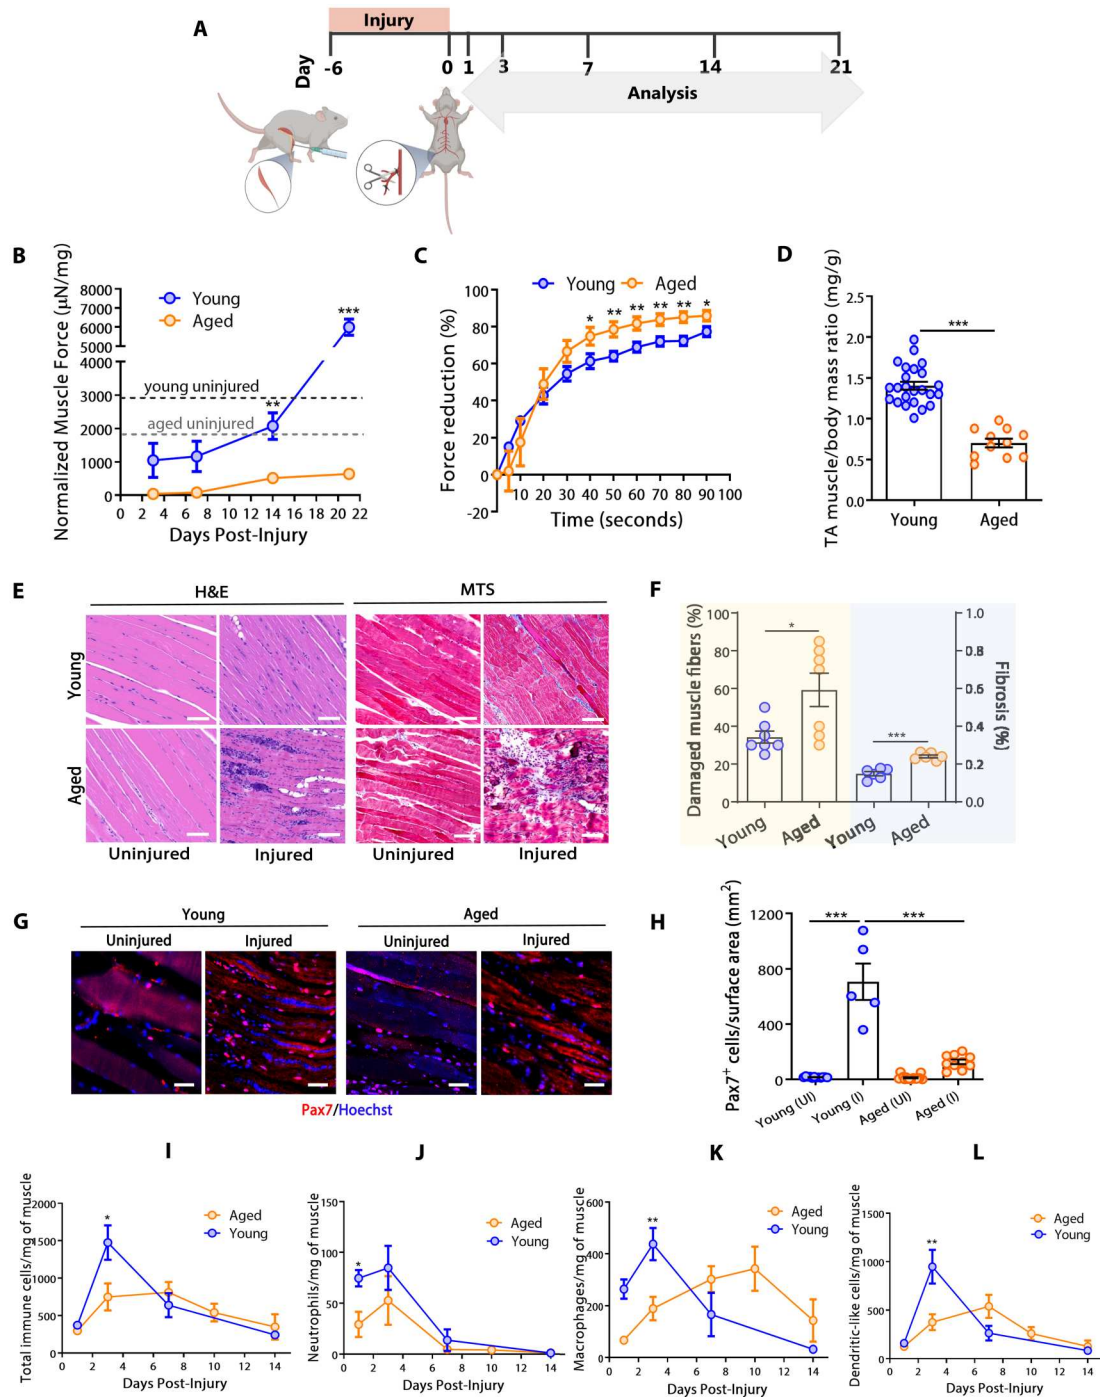 A
Injury
Day
-6 0 1 3 7 14 21
Analysis
B
Normalized Muscle Force (µN/mg)
Young
Aged
***
8000
7000
6000
5000
4000
3000
2000
1000
0
young uninjured
**
aged uninjured
0 2 4 6 8 10 12 14 16 18 20 22
Days Post-Injury
C
Force reduction (%)
Young Aged
100
80
60
40
20
0
-20
* ** ** ** ** *
10 20 30 40 50 60 70 80 90 100
Time (seconds)
D
TA muscle/body mass ratio (mg/g)
2.5
2.0
1.5
1.0
0.5
0.0
***
Young Aged
E
H&E MTS
Young
Aged
Uninjured Injured Uninjured Injured
F
Damaged muscle fibers (%)
100
80
60
40
20
0
*
***
1.0
0.8
0.6
0.4
0.2
0.0
Fibrosis (%)
Young Aged Young Aged
G
Young Aged
Uninjured Injured Uninjured Injured
Pax7/Hoechst
H
Pax7+ cells/surface area (mm2)
1200
800
400
0
*** ***
Young (UI) Young (I) Aged (UI) Aged (I)
I
Total immune cells/mg of muscle
2000
1500
1000
500
0
*
Aged
Young
0 2 4 6 8 10 12 14
Days Post-Injury
J
Neutrophils/mg of muscle
150
100
50
0
*
Aged
Young
0 2 4 6 8 10 12 14
Days Post-Injury
K
Macrophages/mg of muscle
600
400
200
0
**
Aged
Young
0 2 4 6 8 10 12 14
Days Post-Injury
L
Dendritic-like cells/mg of muscle
1500
1000
500
0
**
Aged
Young
0 2 4 6 8 10 12 14
Days Post-Injury